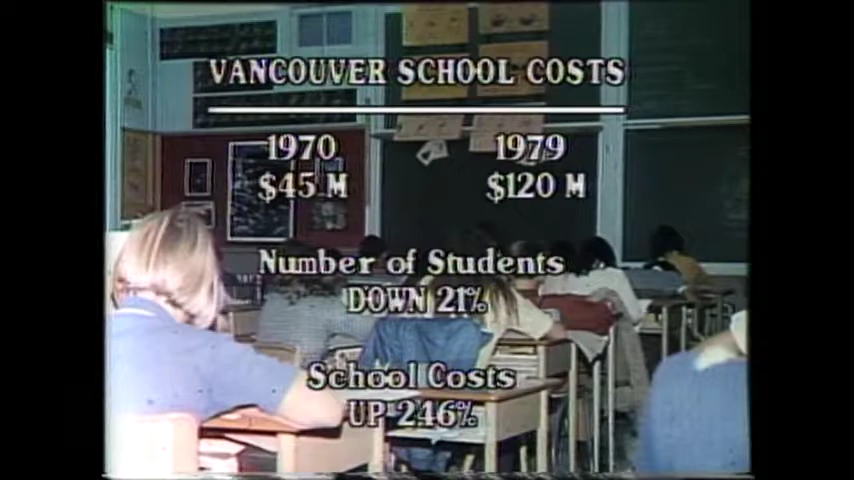 VANCOUVER SCHOOL COSTS
1970 1979
$45 M $120 M
Number of Students
DOWN 21%
School Costs
UP 246%